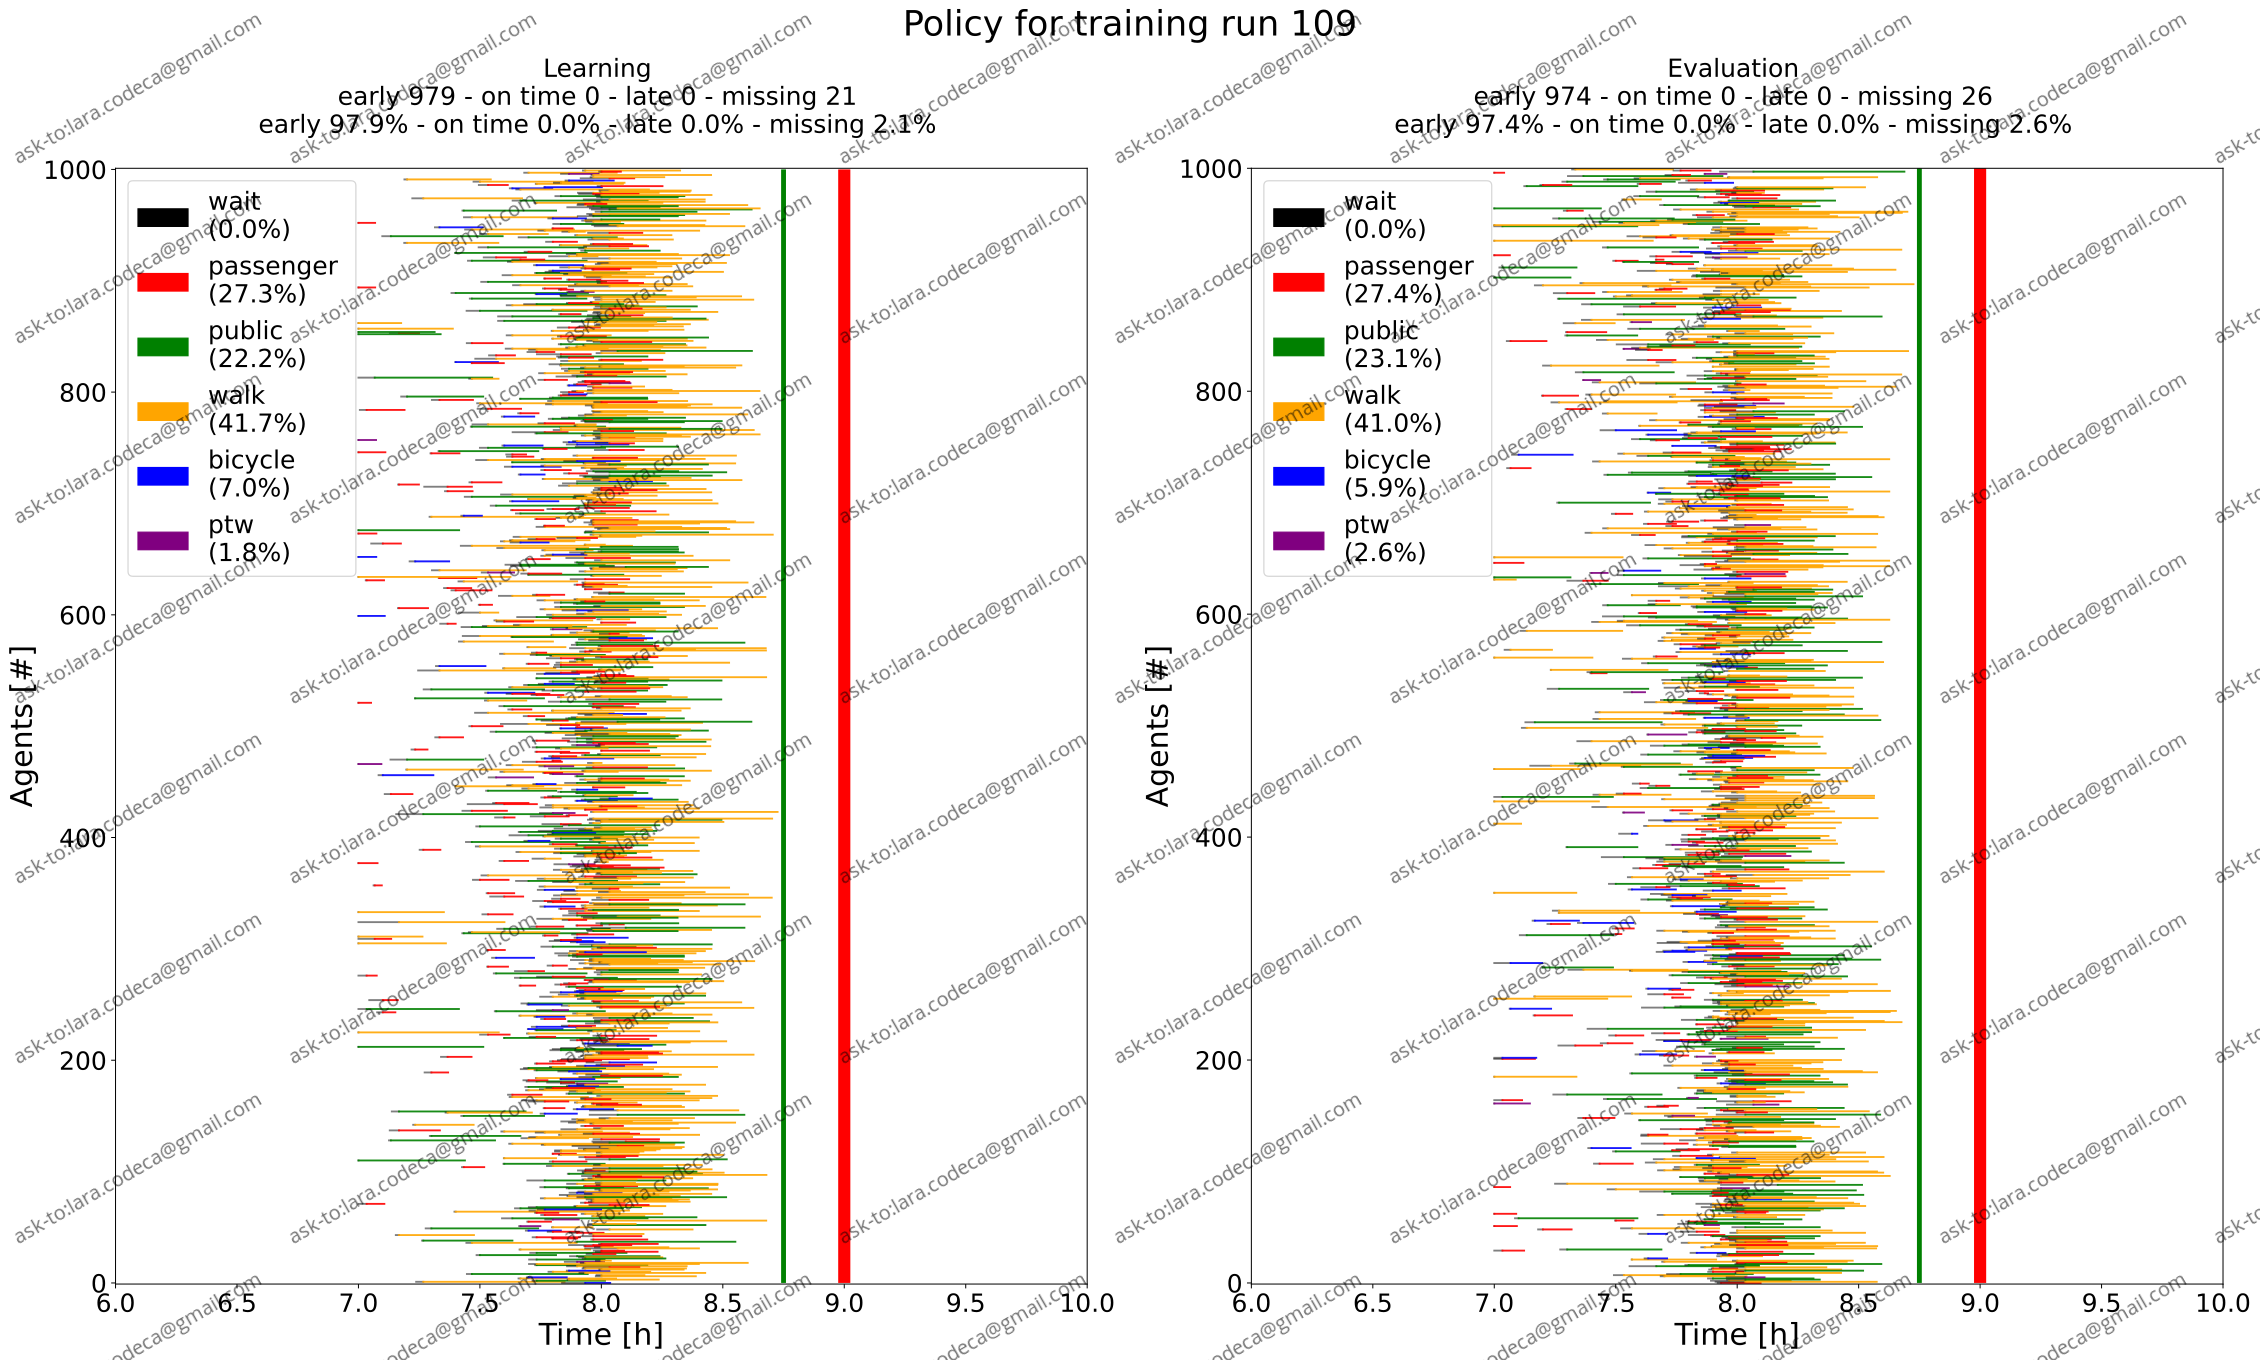 Policy for training run 109
Learning
early 979 - on time 0 - late 0 - missing 21
early 97.9% - on time 0.0% - late 0.0% - missing 2.1%
Evaluation
early 974 - on time 0 - late 0 - missing 26
early 97.4% - on time 0.0% - late 0.0% - missing 2.6%
Agents [#]
1000
800
600
400
200
0
wait
(0.0%)
passenger
(27.3%)
public
(22.2%)
walk
(41.7%)
bicycle
(7.0%)
ptw
(1.8%)
6.0 6.5 7.0 7.5 8.0 8.5 9.0 9.5 10.0
Time [h]
Agents [#]
1000
800
600
400
200
0
wait
(0.0%)
passenger
(27.4%)
public
(23.1%)
walk
(41.0%)
bicycle
(5.9%)
ptw
(2.6%)
6.0 6.5 7.0 7.5 8.0 8.5 9.0 9.5 10.0
Time [h]
ask-to:lara.codeca@gmail.com